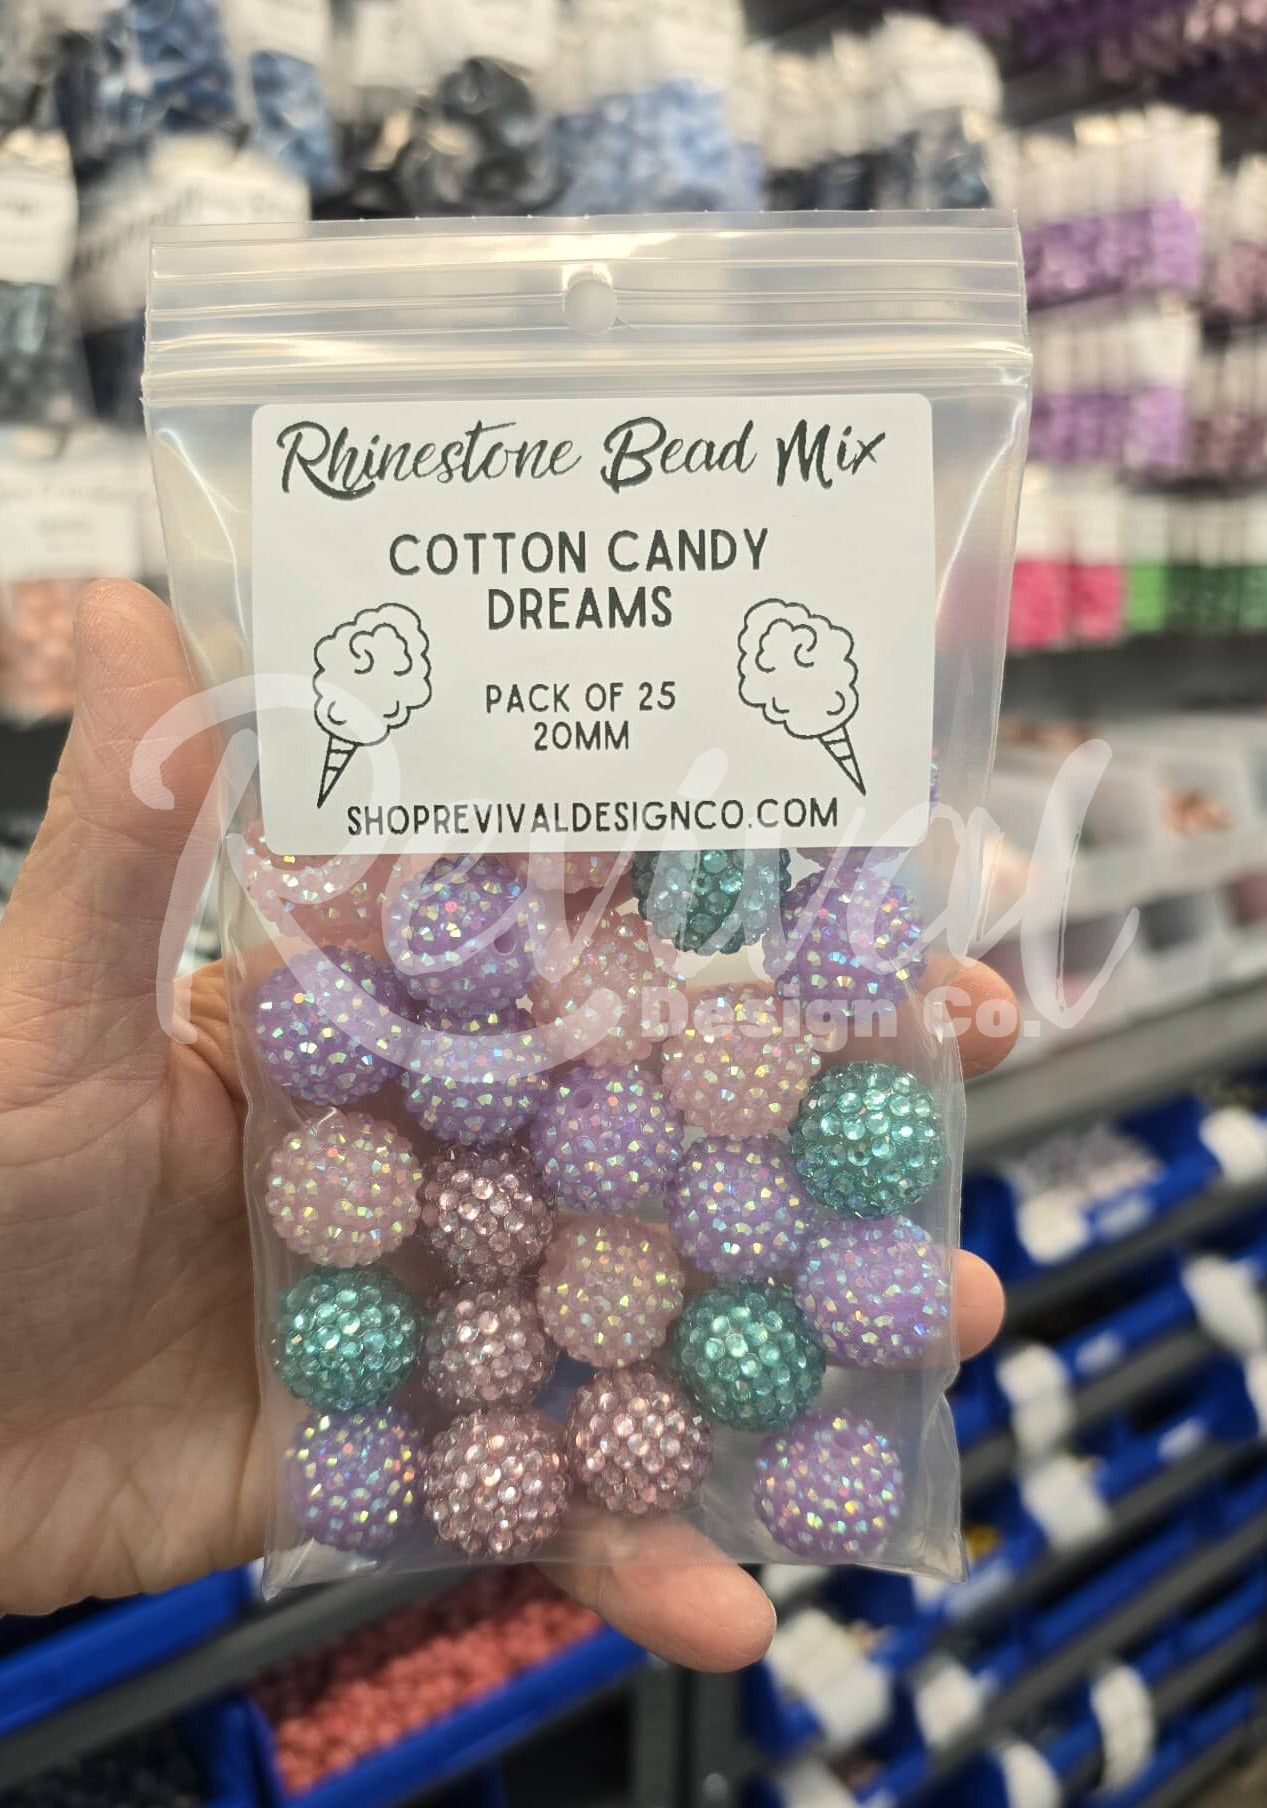 Rhinestone Bead Mix
COTTON CANDY
DREAMS
PACK OF 25
20MM
SHOPREVIVALDESIGNCO.COM
Revival
Design Co.